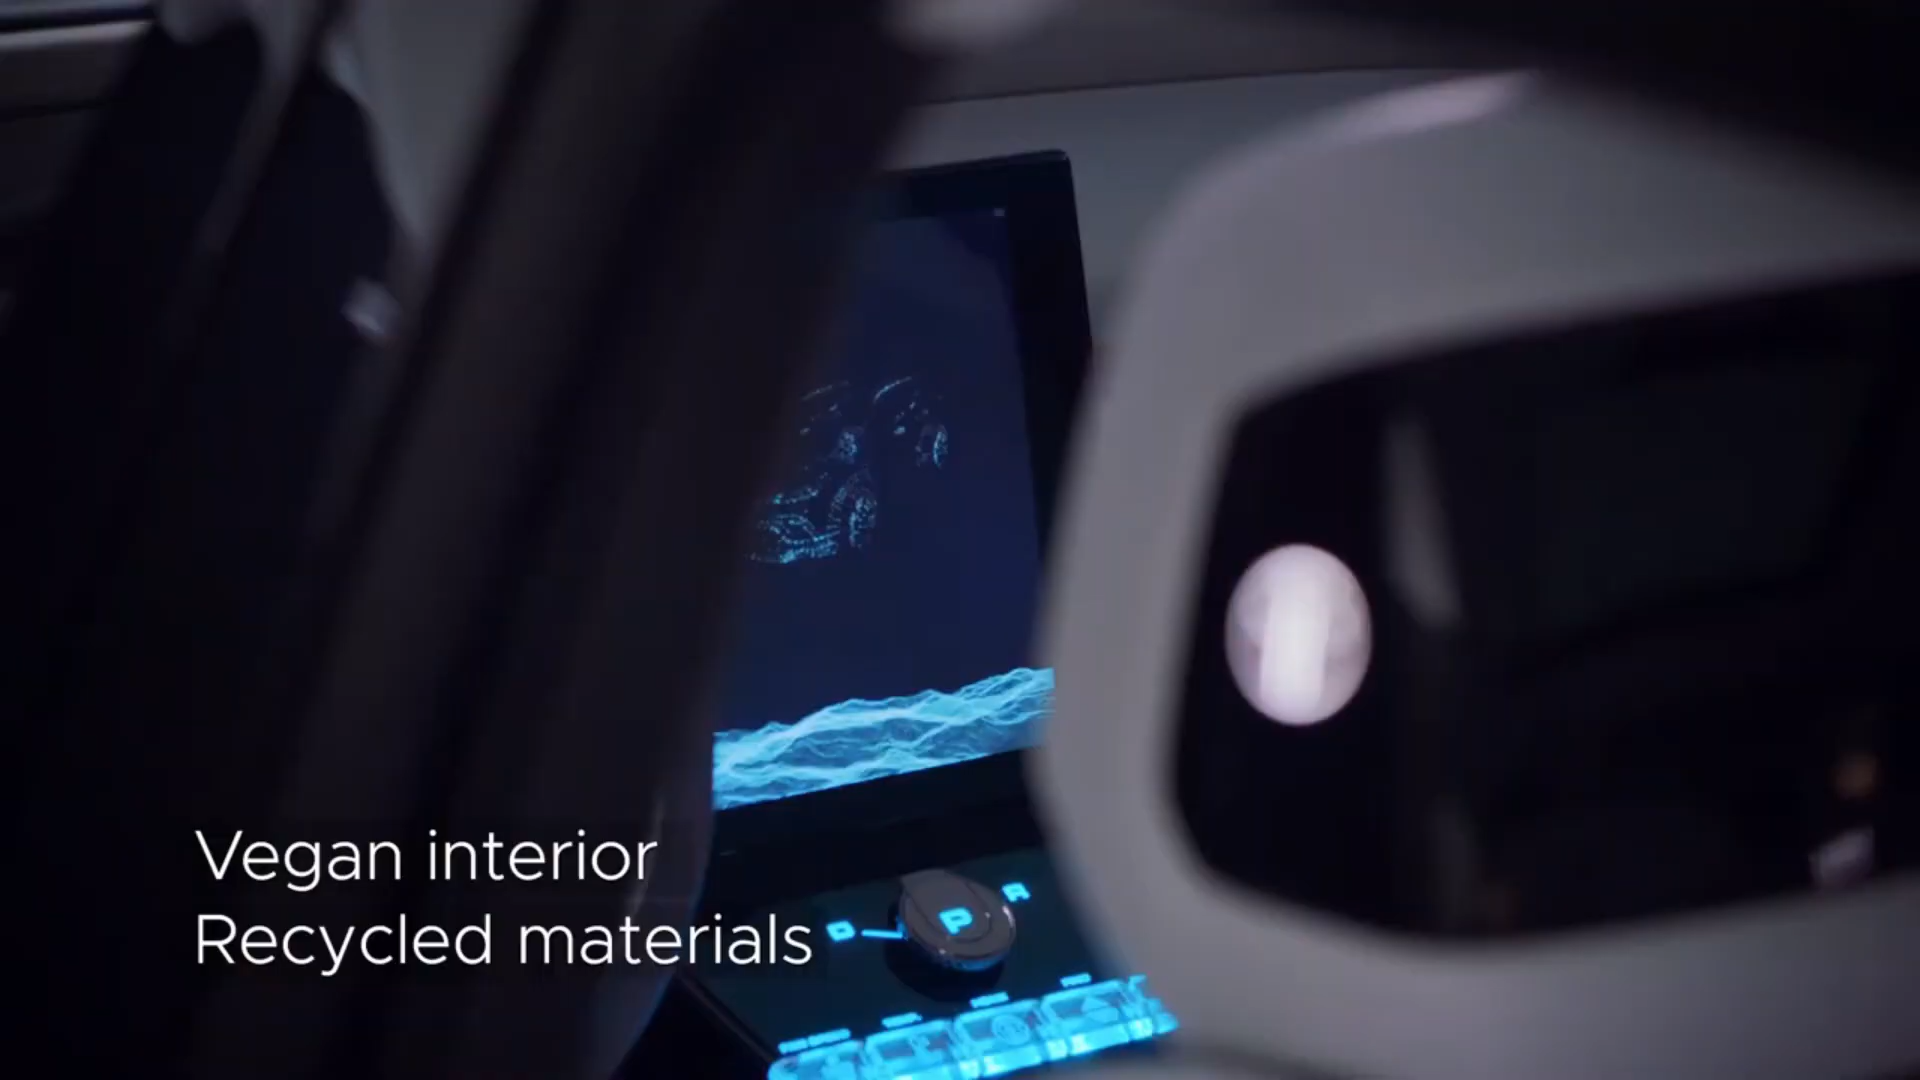 Vegan interior
Recycled materials
R
P
D